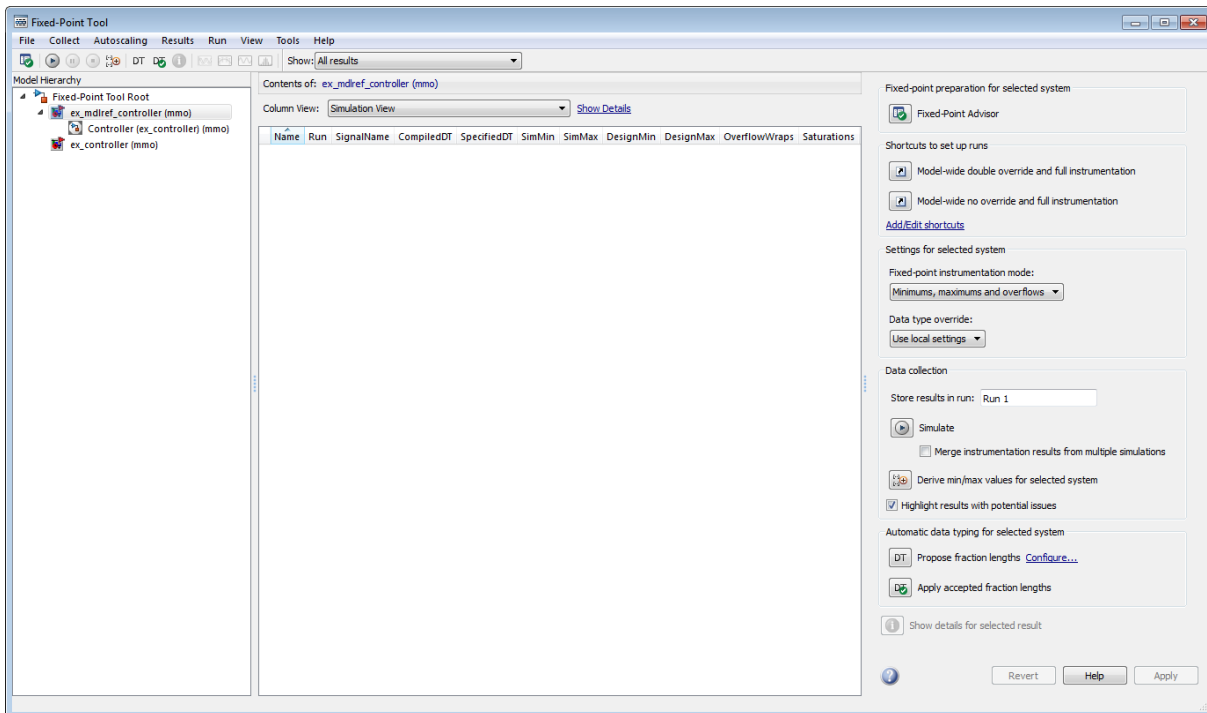 Fixed-Point Tool
File Collect Autoscaling Results Run View Tools Help
DT Show: All results
Model Hierarchy
Fixed-Point Tool Root
ex_mdlref_controller (mmo)
Controller (ex_controller) (mmo)
ex_controller (mmo)
Contents of: ex_mdlref_controller (mmo)
Column View: Simulation View Show Details
Name Run SignalName CompiledDT SpecifiedDT SimMin SimMax DesignMin DesignMax OverflowWraps Saturations
Fixed-point preparation for selected system
Fixed-Point Advisor
Shortcuts to set up runs
Model-wide double override and full instrumentation
Model-wide no override and full instrumentation
Add/Edit shortcuts
Settings for selected system
Fixed-point instrumentation mode:
Minimums, maximums and overflows
Data type override:
Use local settings
Data collection
Store results in run: Run 1
Simulate
Merge instrumentation results from multiple simulations
Derive min/max values for selected system
Highlight results with potential issues
Automatic data typing for selected system
DT Propose fraction lengths Configure...
DT Apply accepted fraction lengths
Show details for selected result
Revert Help Apply